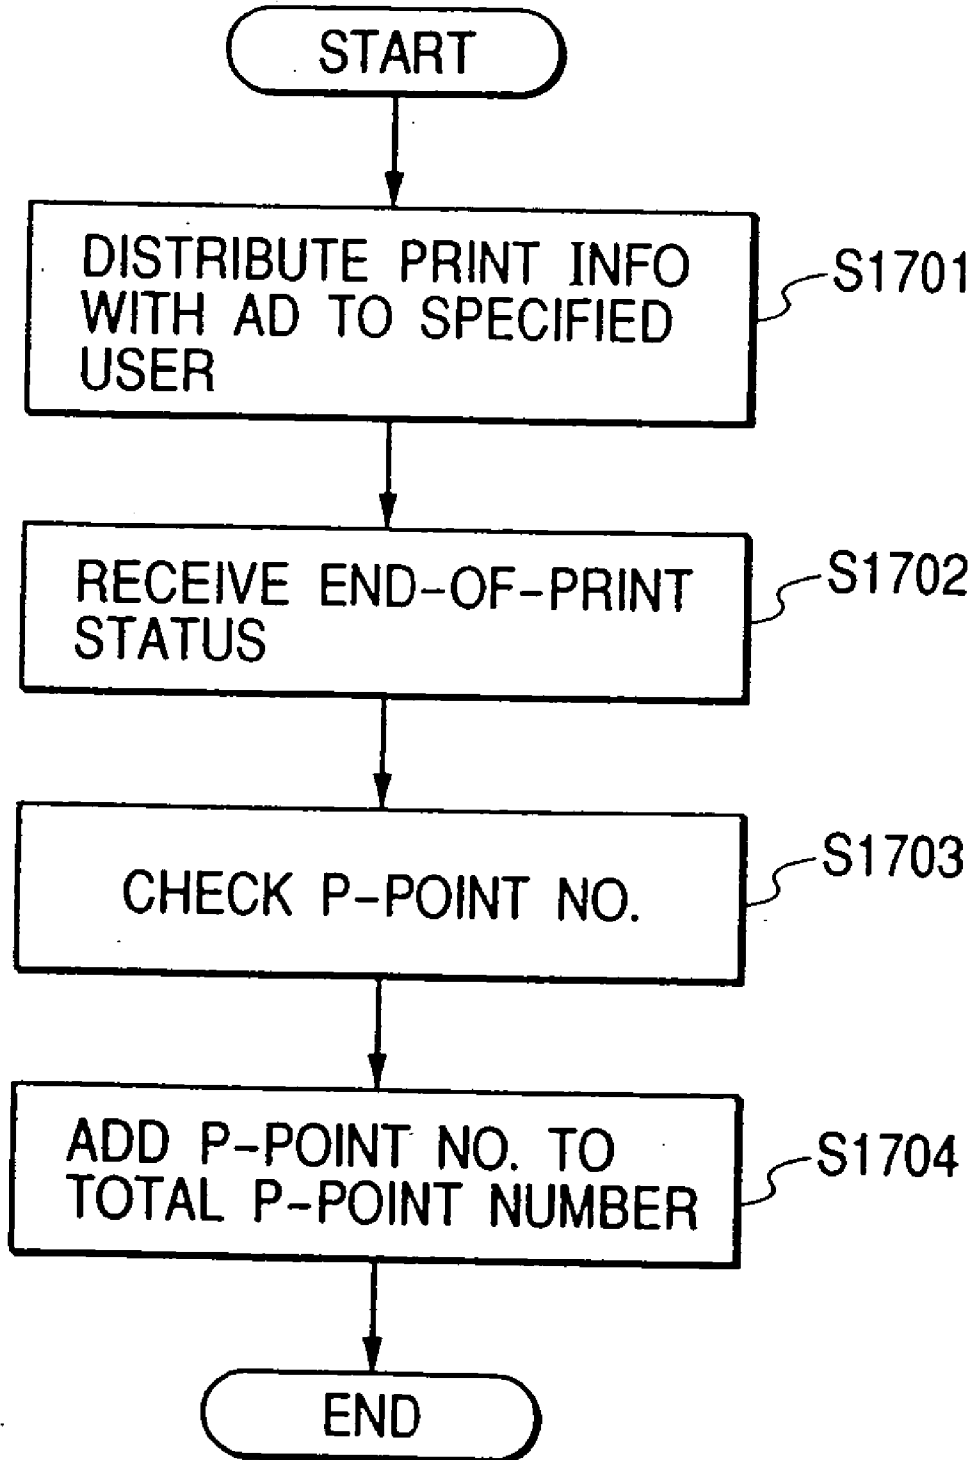 START
DISTRIBUTE PRINT INFO
WITH AD TO SPECIFIED
USER
S1701
RECEIVE END-OF-PRINT
STATUS
S1702
CHECK P-POINT NO.
S1703
ADD P-POINT NO. TO
TOTAL P-POINT NUMBER
S1704
END